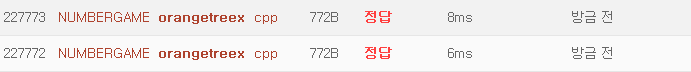 227773 NUMBERGAME orangetreex cpp 772B 정답 8ms 방금 전
227772 NUMBERGAME orangetreex cpp 772B 정답 6ms 방금 전